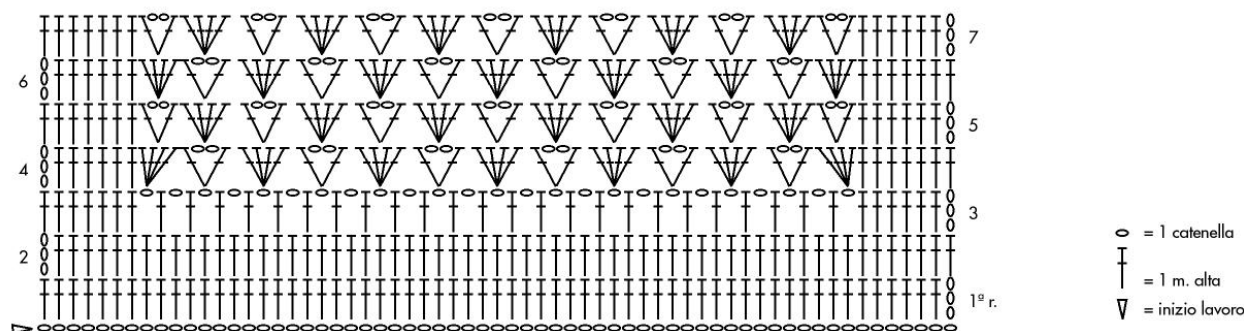 7
6
5
4
3
2
1ª r.
= 1 catenella
= 1 m. alta
= inizio lavoro